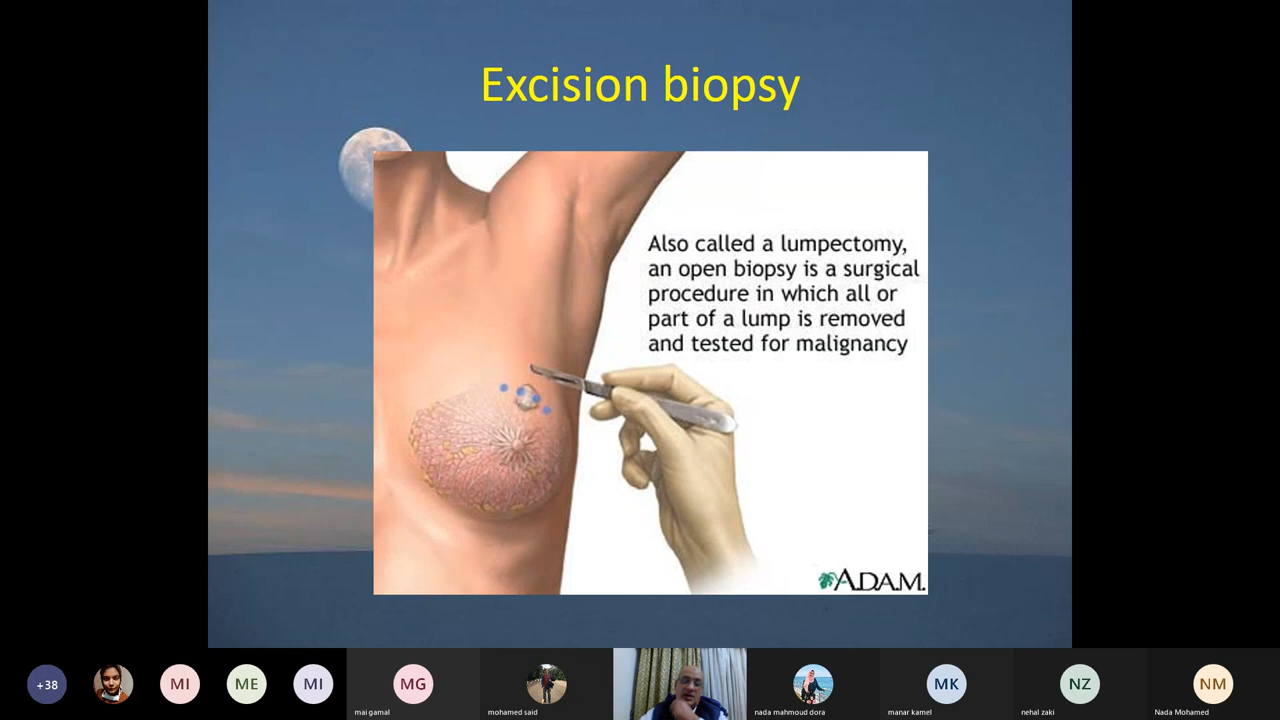 Excision biopsy
Also called a lumpectomy,
an open biopsy is a surgical
procedure in which all or
part of a lump is removed
and tested for malignancy
A.D.A.M.
+38
MI
ME
MI
MG
MK
NZ
NM
mai gamal
mohamed said
nada mahmoud dora
manar kamel
nehal zaki
Nada Mohamed